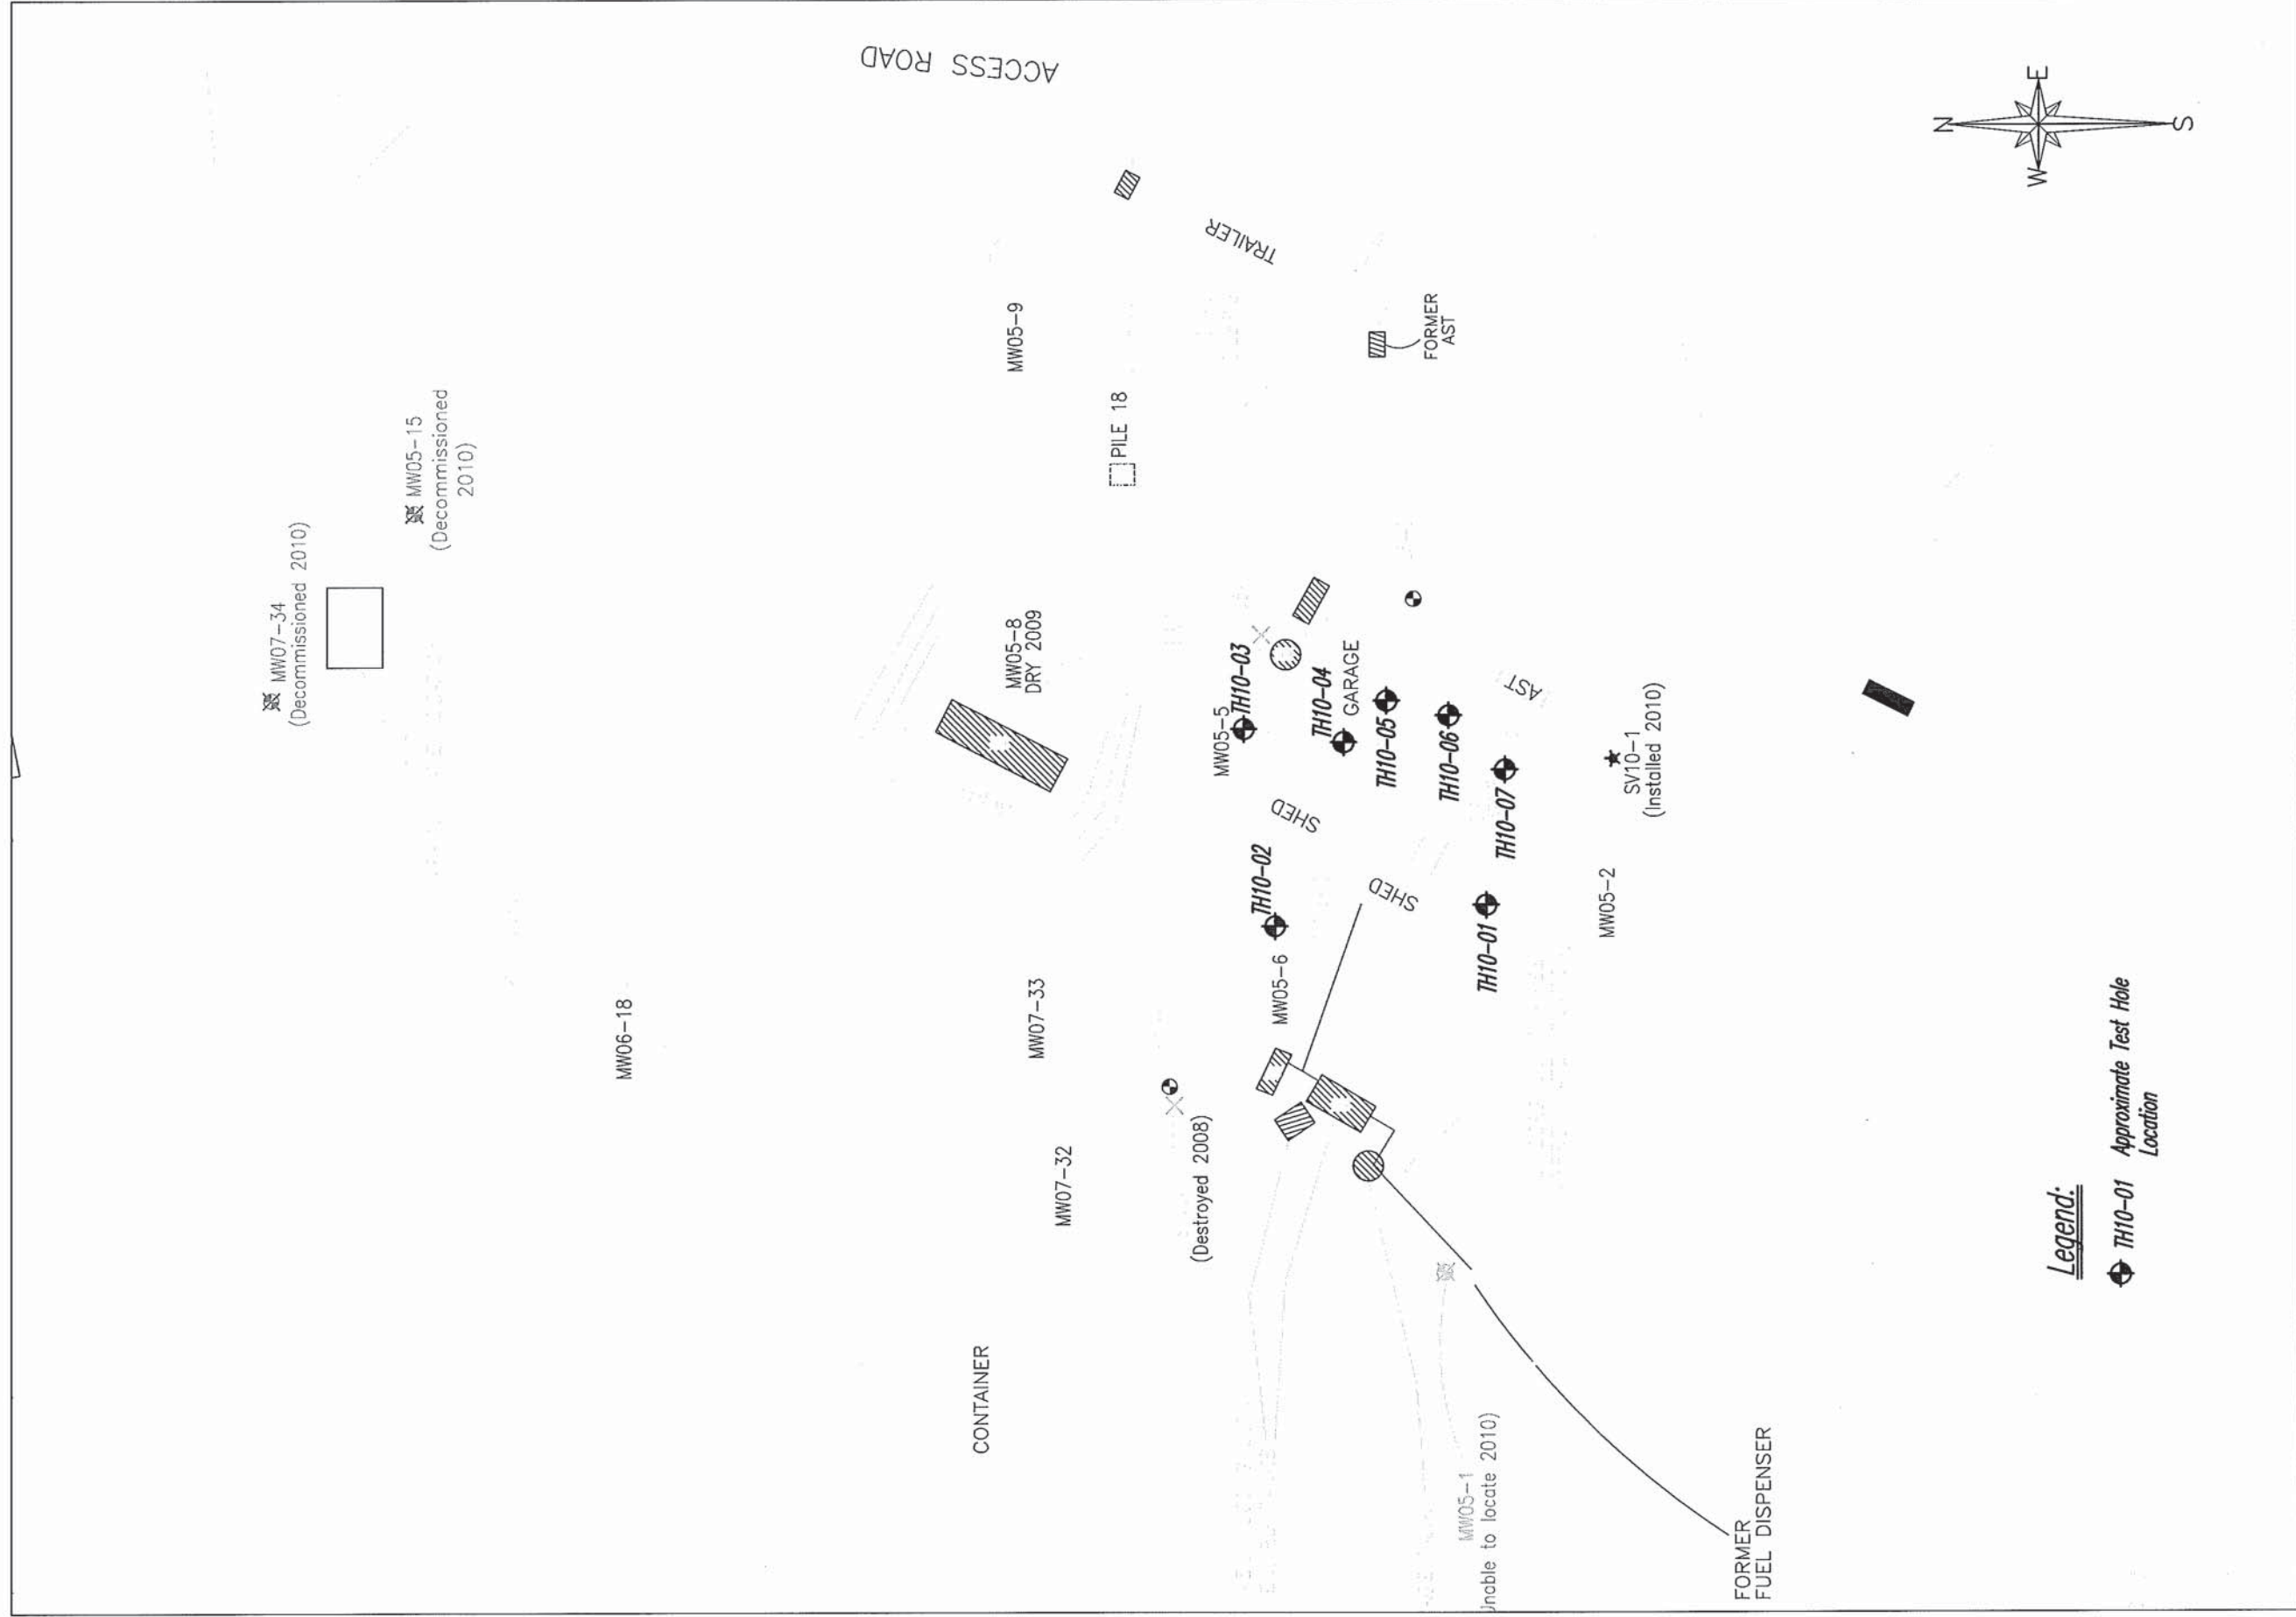 ACCESS ROAD
MW07-34
(Decommissioned 2010)
MW05-15
(Decommissioned
2010)
MW06-18
MW05-9
TRAILER
PILE 18
FORMER
AST
MW05-8
DRY 2009
MW07-33
MW07-32
CONTAINER
(Destroyed 2008)
MW05-5
TH10-03
TH10-04
GARAGE
TH10-05
TH10-06
TH10-07
AST
SHED
SHED
TH10-02
MW05-6
TH10-01
MW05-2
SV10-1
(Installed 2010)
MW05-1
Unable to locate 2010)
FORMER
FUEL DISPENSER
N
W E
S
Legend:
TH10-01 Approximate Test Hole
Location